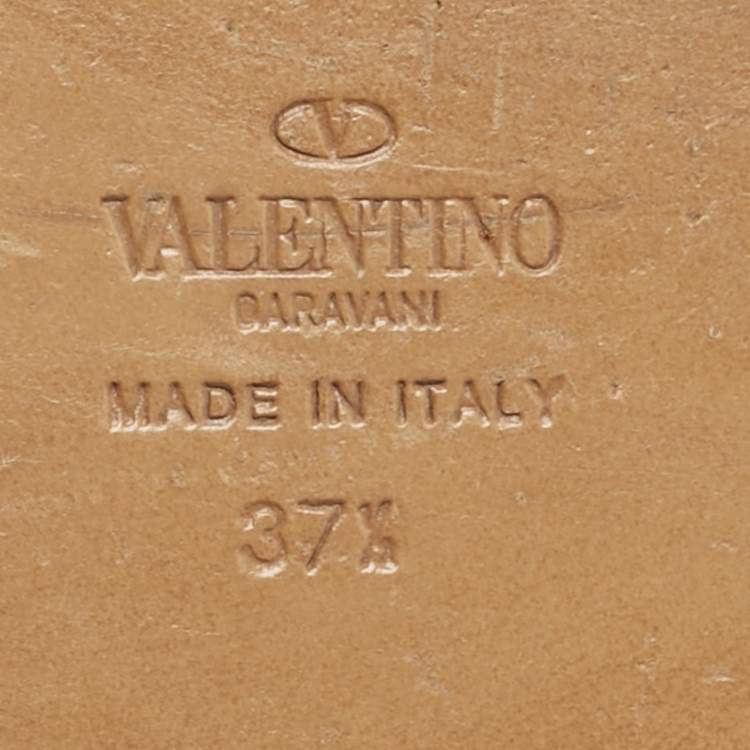 V
VALENTINO
GARAVANI
MADE IN ITALY
37½